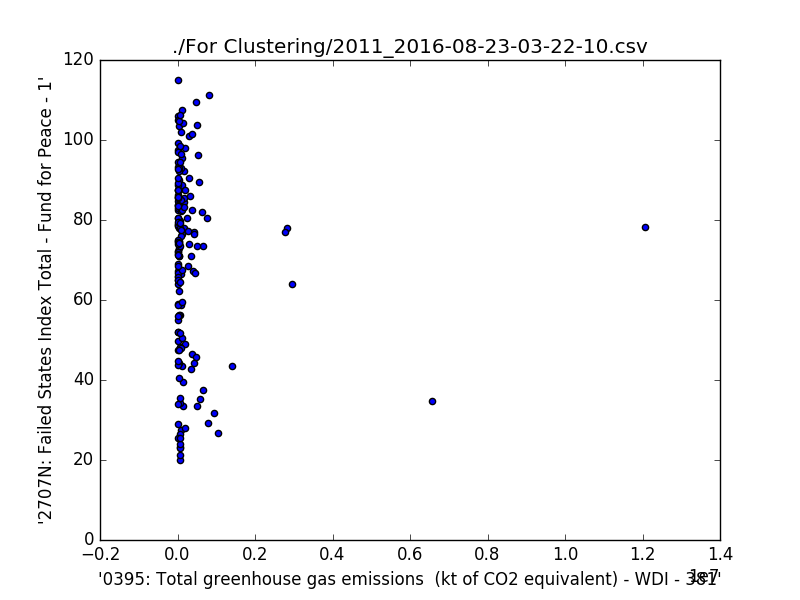 ./For Clustering/2011_2016-08-23-03-22-10.csv
120
100
80
60
40
20
0
'2707N: Failed States Index Total - Fund for Peace - 1'
−0.2 0.0 0.2 0.4 0.6 0.8 1.0 1.2 1.4
1e7
'0395: Total greenhouse gas emissions (kt of CO2 equivalent) - WDI - 381'